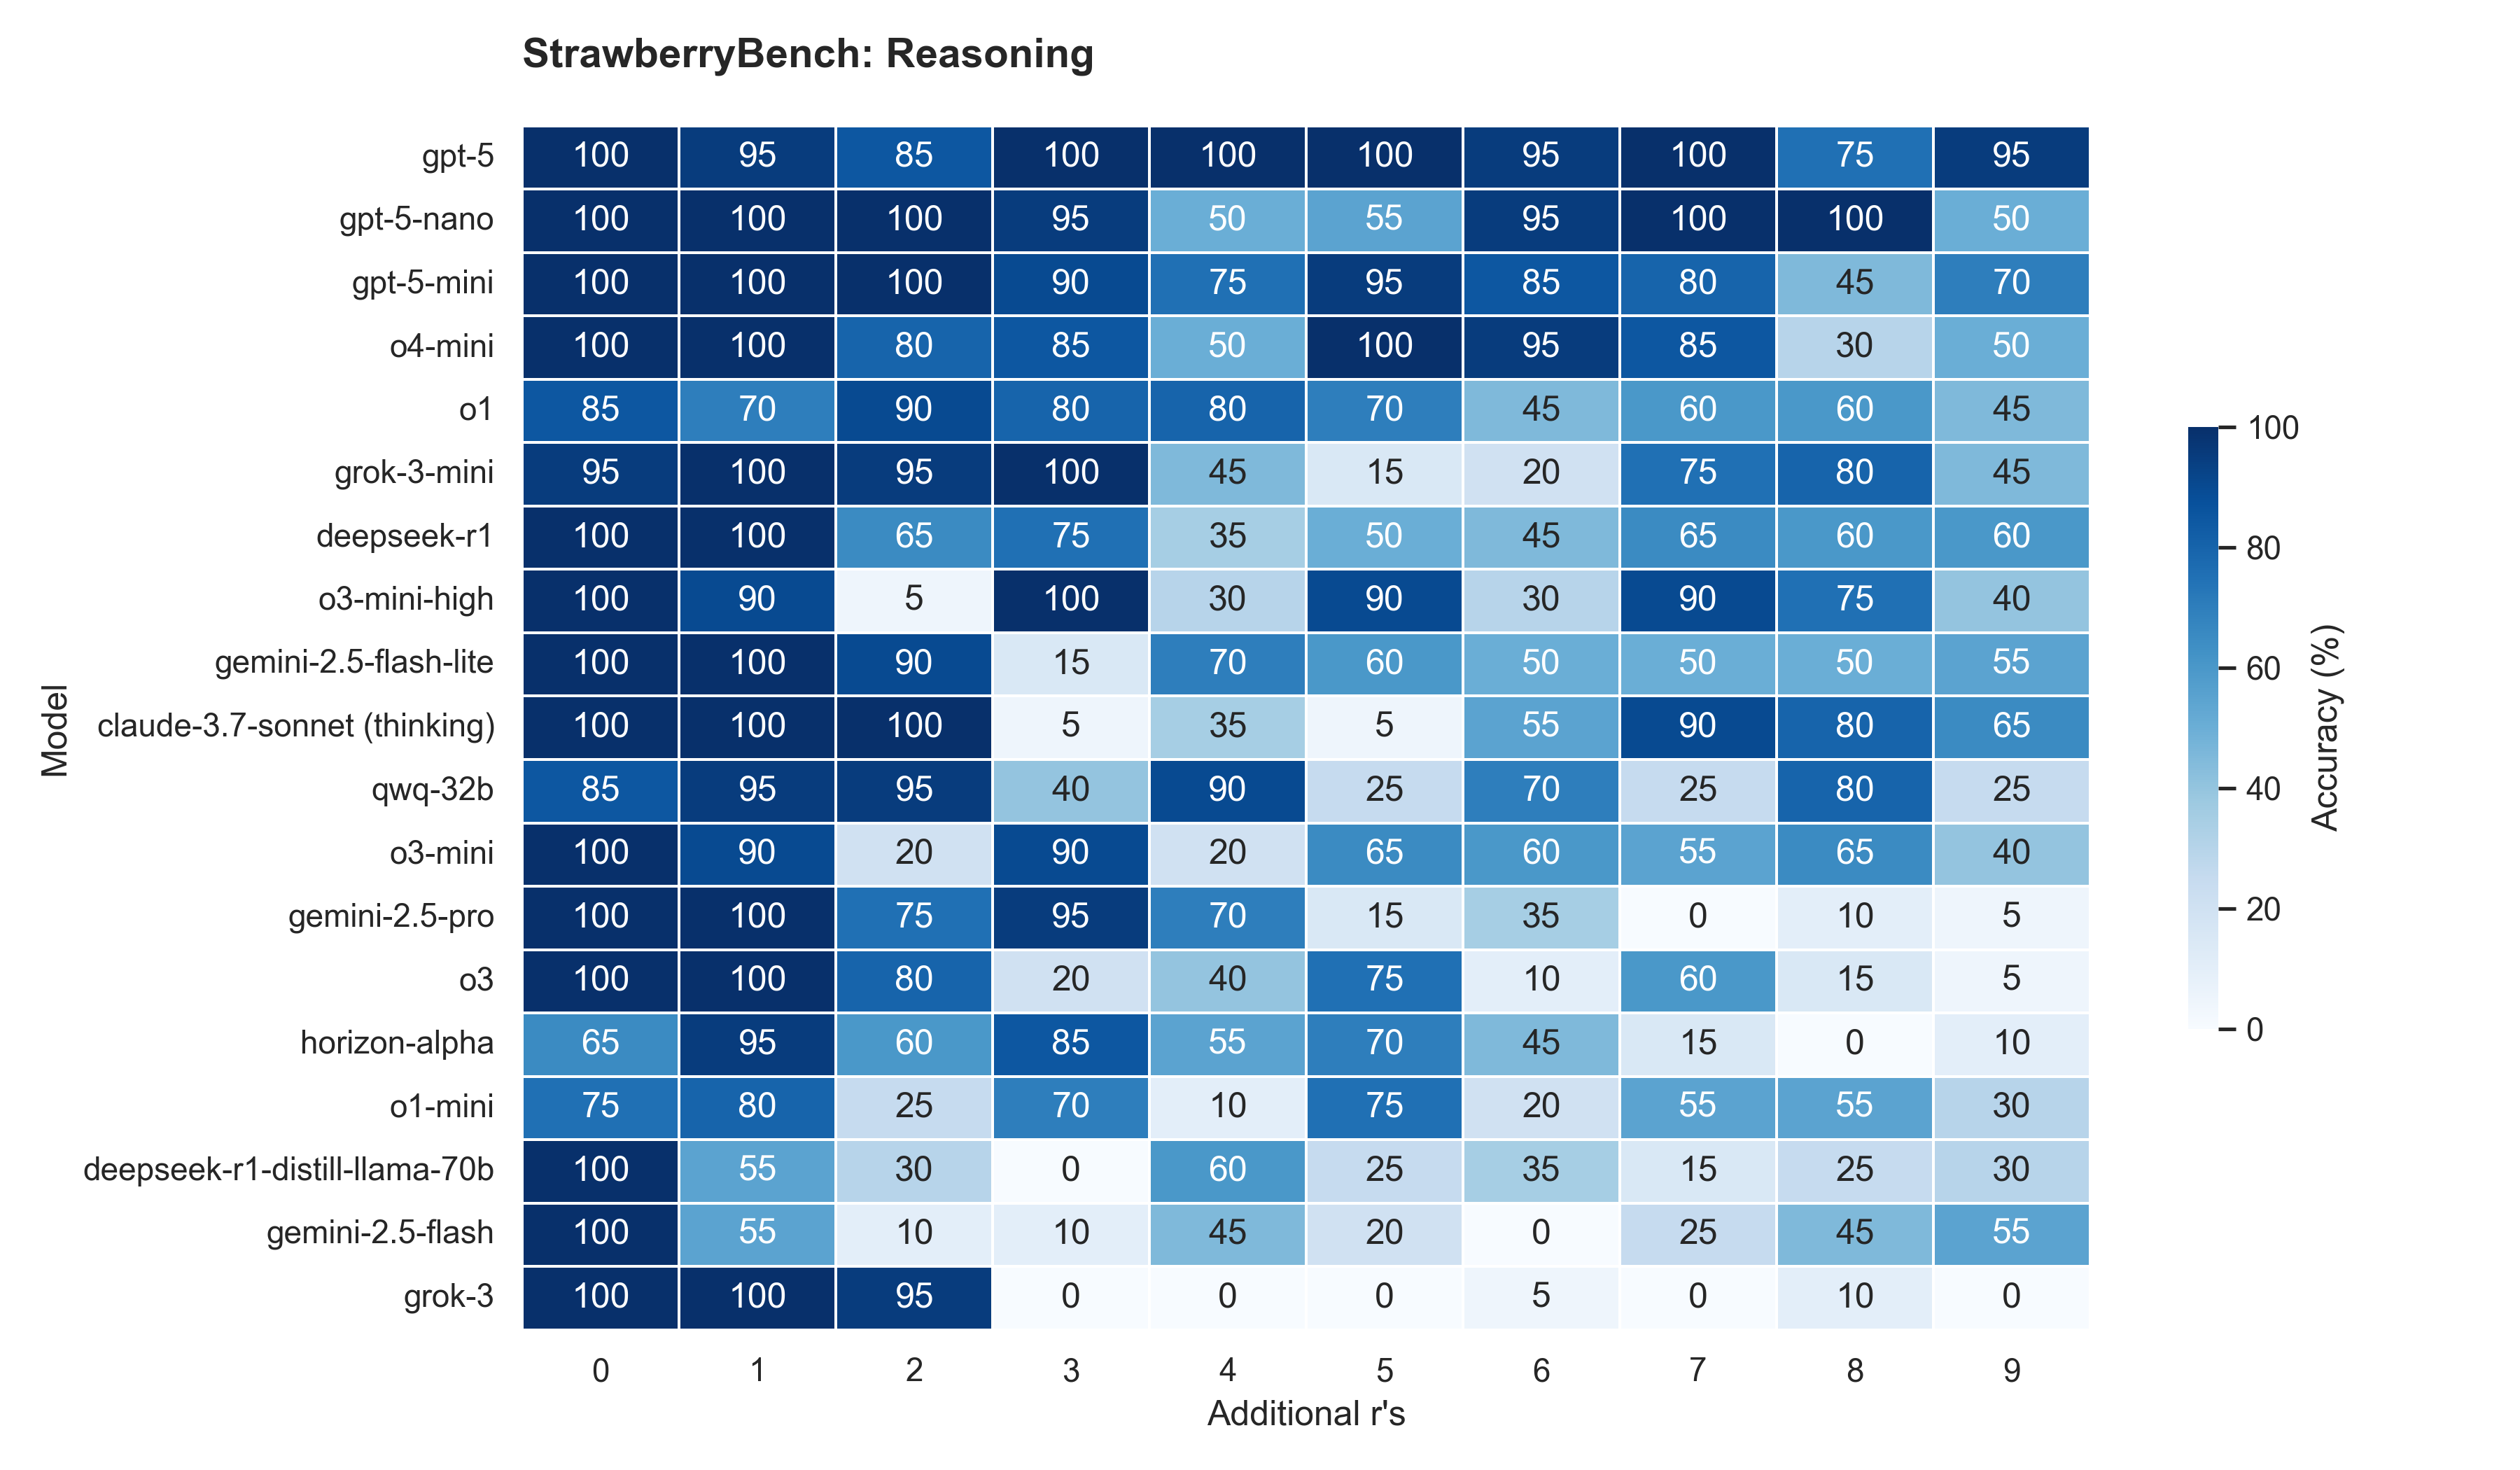 StrawberryBench: Reasoning
gpt-5 100 95 85 100 100 100 95 100 75 95
gpt-5-nano 100 100 100 95 50 55 95 100 100 50
gpt-5-mini 100 100 100 90 75 95 85 80 45 70
o4-mini 100 100 80 85 50 100 95 85 30 50
o1 85 70 90 80 80 70 45 60 60 45
grok-3-mini 95 100 95 100 45 15 20 75 80 45
deepseek-r1 100 100 65 75 35 50 45 65 60 60
o3-mini-high 100 90 5 100 30 90 30 90 75 40
gemini-2.5-flash-lite 100 100 90 15 70 60 50 50 50 55
claude-3.7-sonnet (thinking) 100 100 100 5 35 5 55 90 80 65
qwq-32b 85 95 95 40 90 25 70 25 80 25
o3-mini 100 90 20 90 20 65 60 55 65 40
gemini-2.5-pro 100 100 75 95 70 15 35 0 10 5
o3 100 100 80 20 40 75 10 60 15 5
horizon-alpha 65 95 60 85 55 70 45 15 0 10
o1-mini 75 80 25 70 10 75 20 55 55 30
deepseek-r1-distill-llama-70b 100 55 30 0 60 25 35 15 25 30
gemini-2.5-flash 100 55 10 10 45 20 0 25 45 55
grok-3 100 100 95 0 0 0 5 0 10 0
0 1 2 3 4 5 6 7 8 9
Additional r's
Model
100
80
60
40
20
0
Accuracy (%)